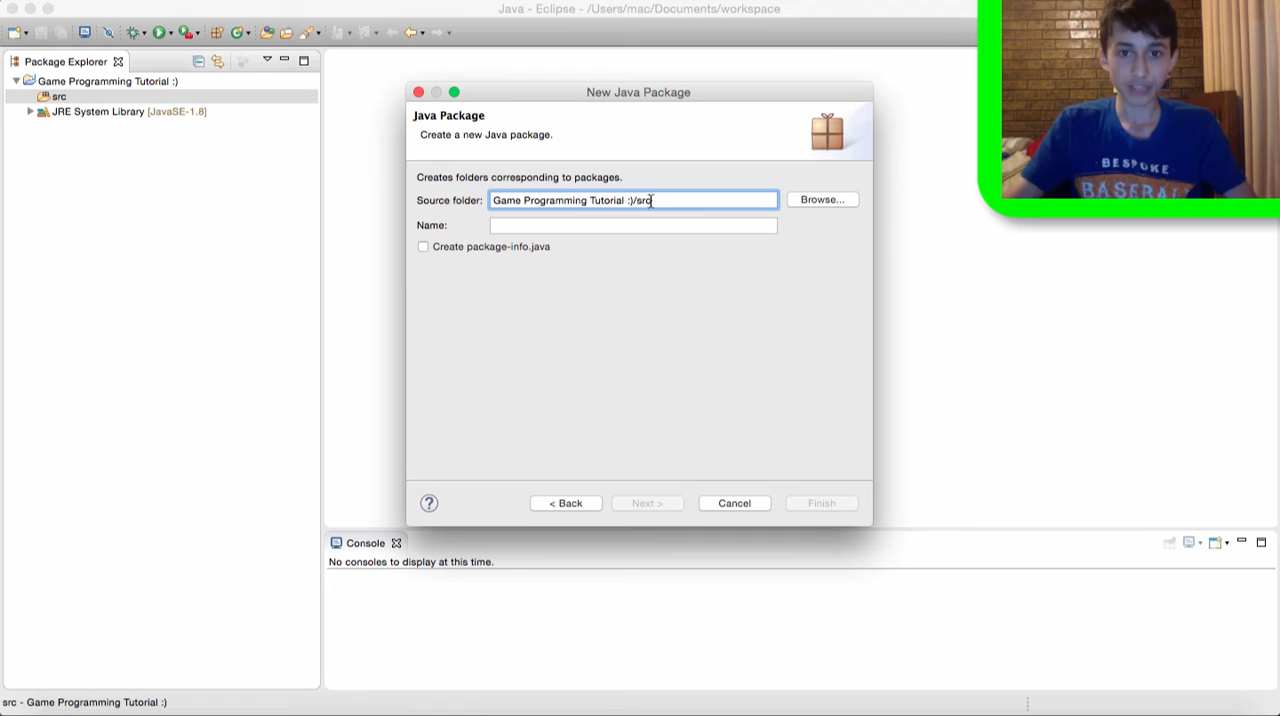 Java - Eclipse - /Users/mac/Documents/workspace
Package Explorer
Game Programming Tutorial :)
src
JRE System Library [JavaSE-1.8]
New Java Package
Java Package
Create a new Java package.
Creates folders corresponding to packages.
Source folder: Game Programming Tutorial :)/src Browse...
Name:
Create package-info.java
? < Back Next > Cancel Finish
BESPOKE
BASEBALL
Console
No consoles to display at this time.
src - Game Programming Tutorial :)